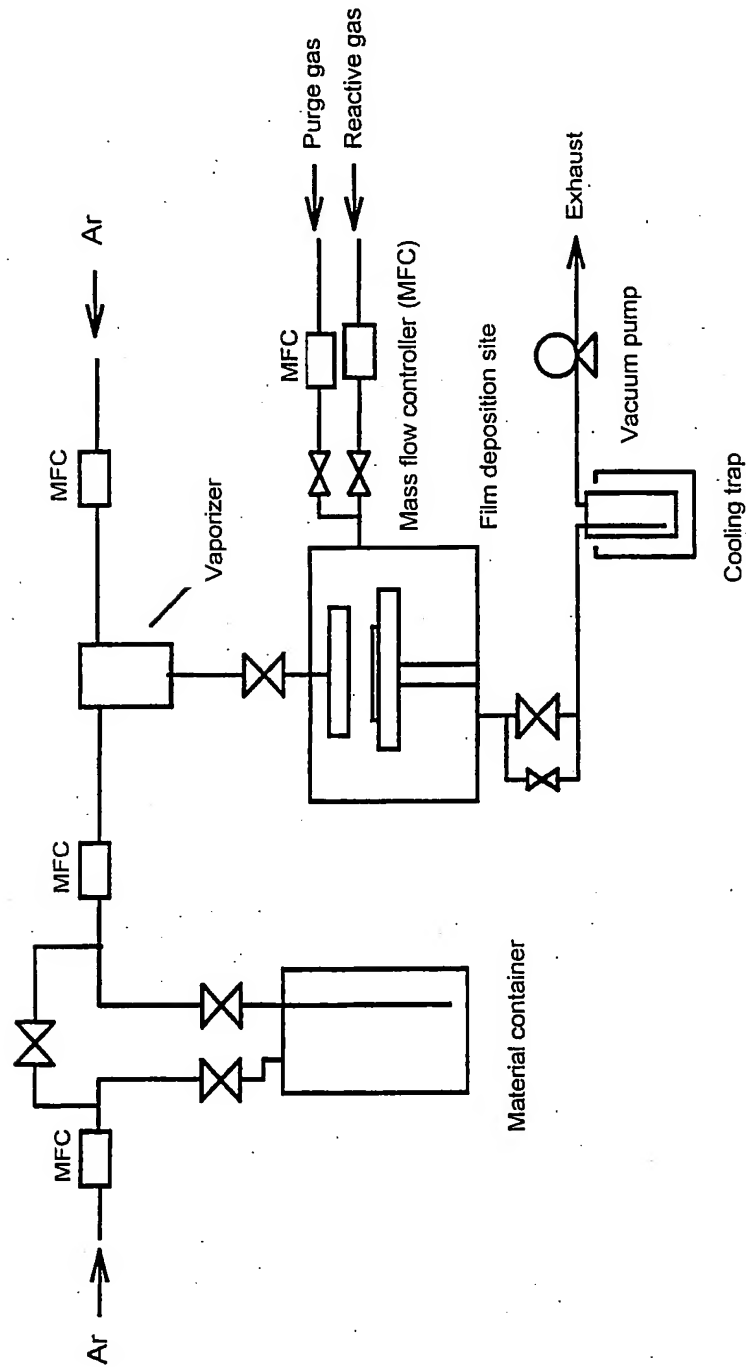 Ar
MFC
MFC
Material container
Vaporizer
MFC
Ar
MFC
Purge gas
Reactive gas
Mass flow controller (MFC)
Film deposition site
Cooling trap
Vacuum pump
Exhaust